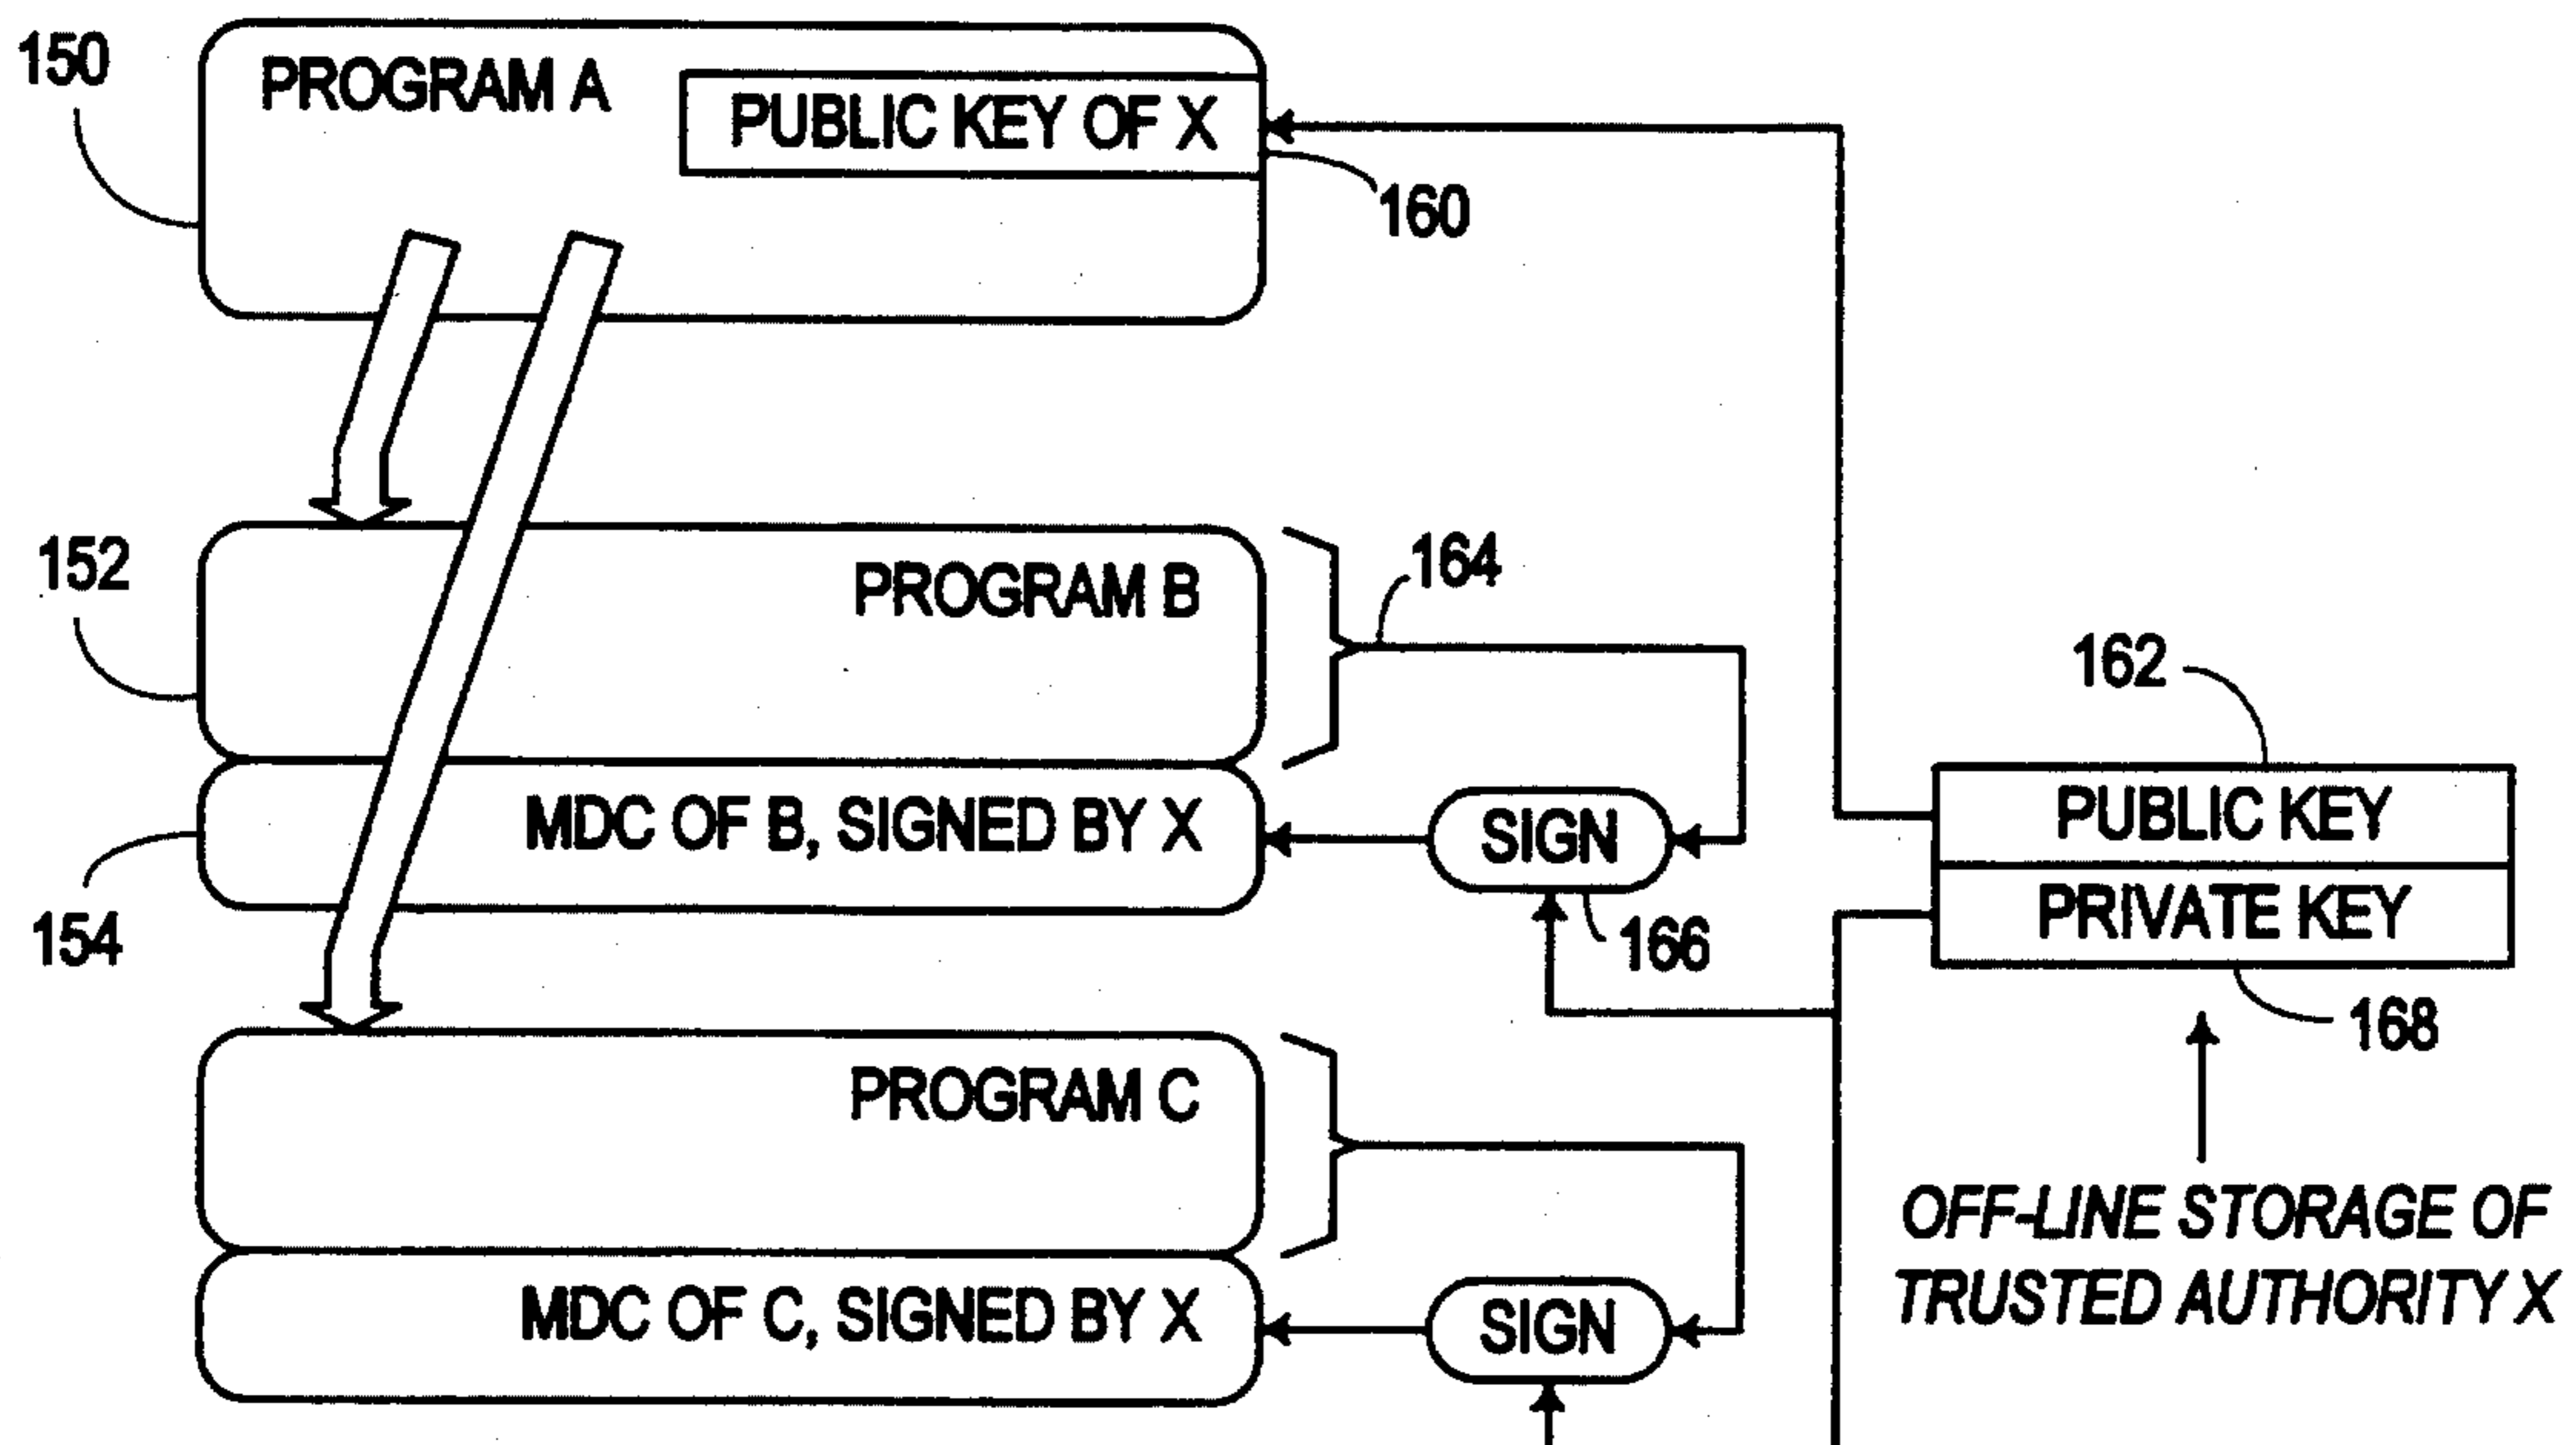 150
PROGRAM A
PUBLIC KEY OF X
160
152
PROGRAM B
164
162
PUBLIC KEY
MDC OF B, SIGNED BY X
SIGN
PRIVATE KEY
154
166
168
PROGRAM C
OFF-LINE STORAGE OF
TRUSTED AUTHORITY X
MDC OF C, SIGNED BY X
SIGN